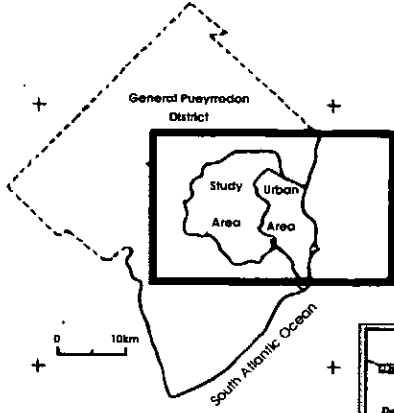 General Pueyrredon
District
Study
Urban
Area
Area
0
10km
South Atlantic Ocean